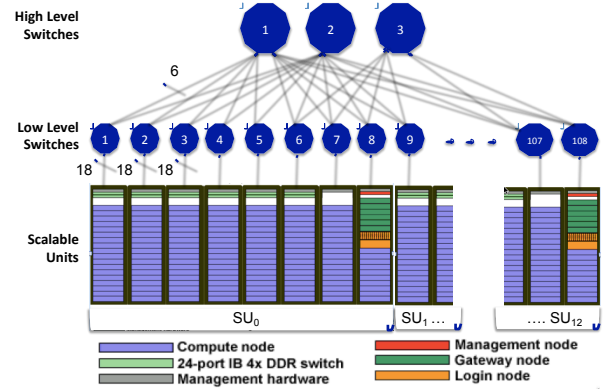 High Level
Switches
1 2 3
6
Low Level
Switches
1 2 3 4 5 6 7 8 9 107 108
18 18 18
Scalable
Units
SU0 SU1 ... .... SU12
Compute node
24-port IB 4x DDR switch
Management hardware
Management node
Gateway node
Login node